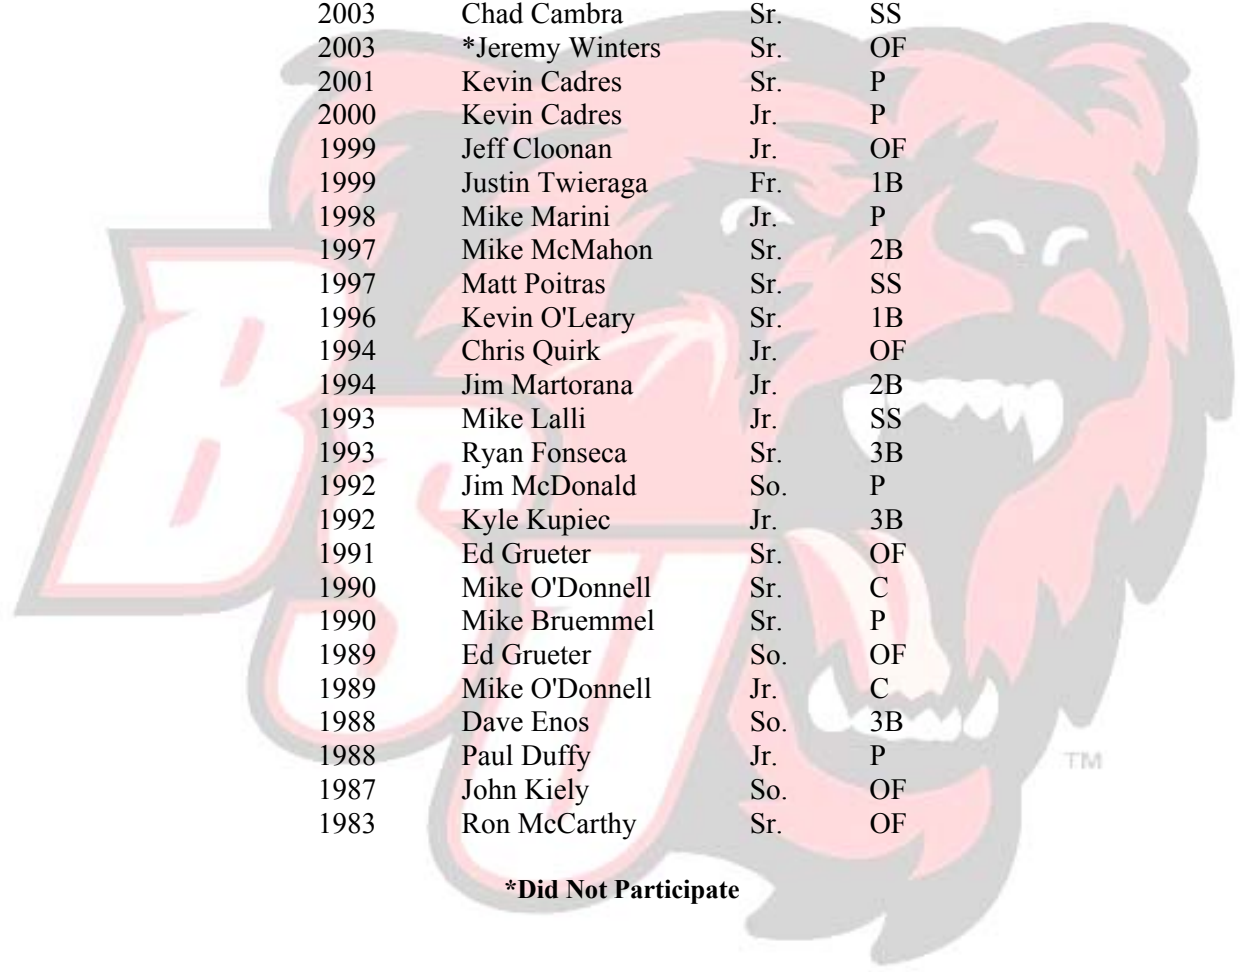 2003 Chad Cambra Sr. SS
2003 *Jeremy Winters Sr. OF
2001 Kevin Cadres Sr. P
2000 Kevin Cadres Jr. P
1999 Jeff Cloonan Jr. OF
1999 Justin Twieraga Fr. 1B
1998 Mike Marini Jr. P
1997 Mike McMahon Sr. 2B
1997 Matt Poitras Sr. SS
1996 Kevin O'Leary Sr. 1B
1994 Chris Quirk Jr. OF
1994 Jim Martorana Jr. 2B
1993 Mike Lalli Jr. SS
1993 Ryan Fonseca Sr. 3B
1992 Jim McDonald So. P
1992 Kyle Kupiec Jr. 3B
1991 Ed Grueter Sr. OF
1990 Mike O'Donnell Sr. C
1990 Mike Bruemmel Sr. P
1989 Ed Grueter So. OF
1989 Mike O'Donnell Jr. C
1988 Dave Enos So. 3B
1988 Paul Duffy Jr. P
1987 John Kiely So. OF
1983 Ron McCarthy Sr. OF
*Did Not Participate
BSU
TM